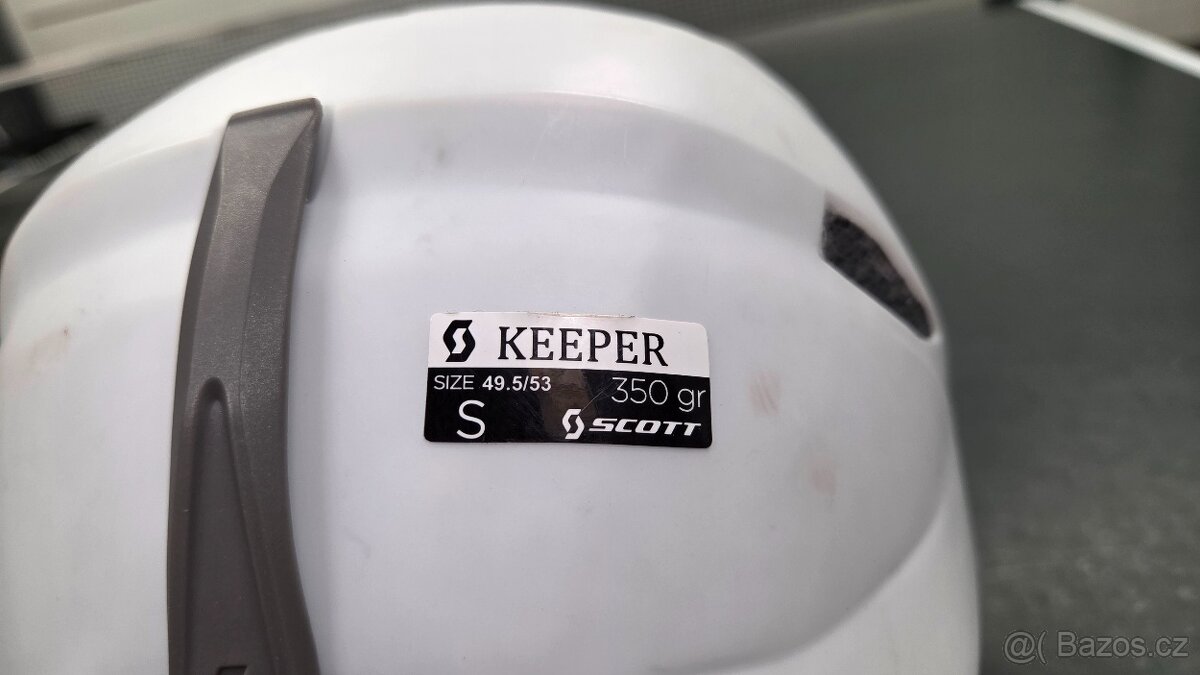 KEEPER
SIZE 49.5/53
350 gr
S
SCOTT
@( Bazos.cz